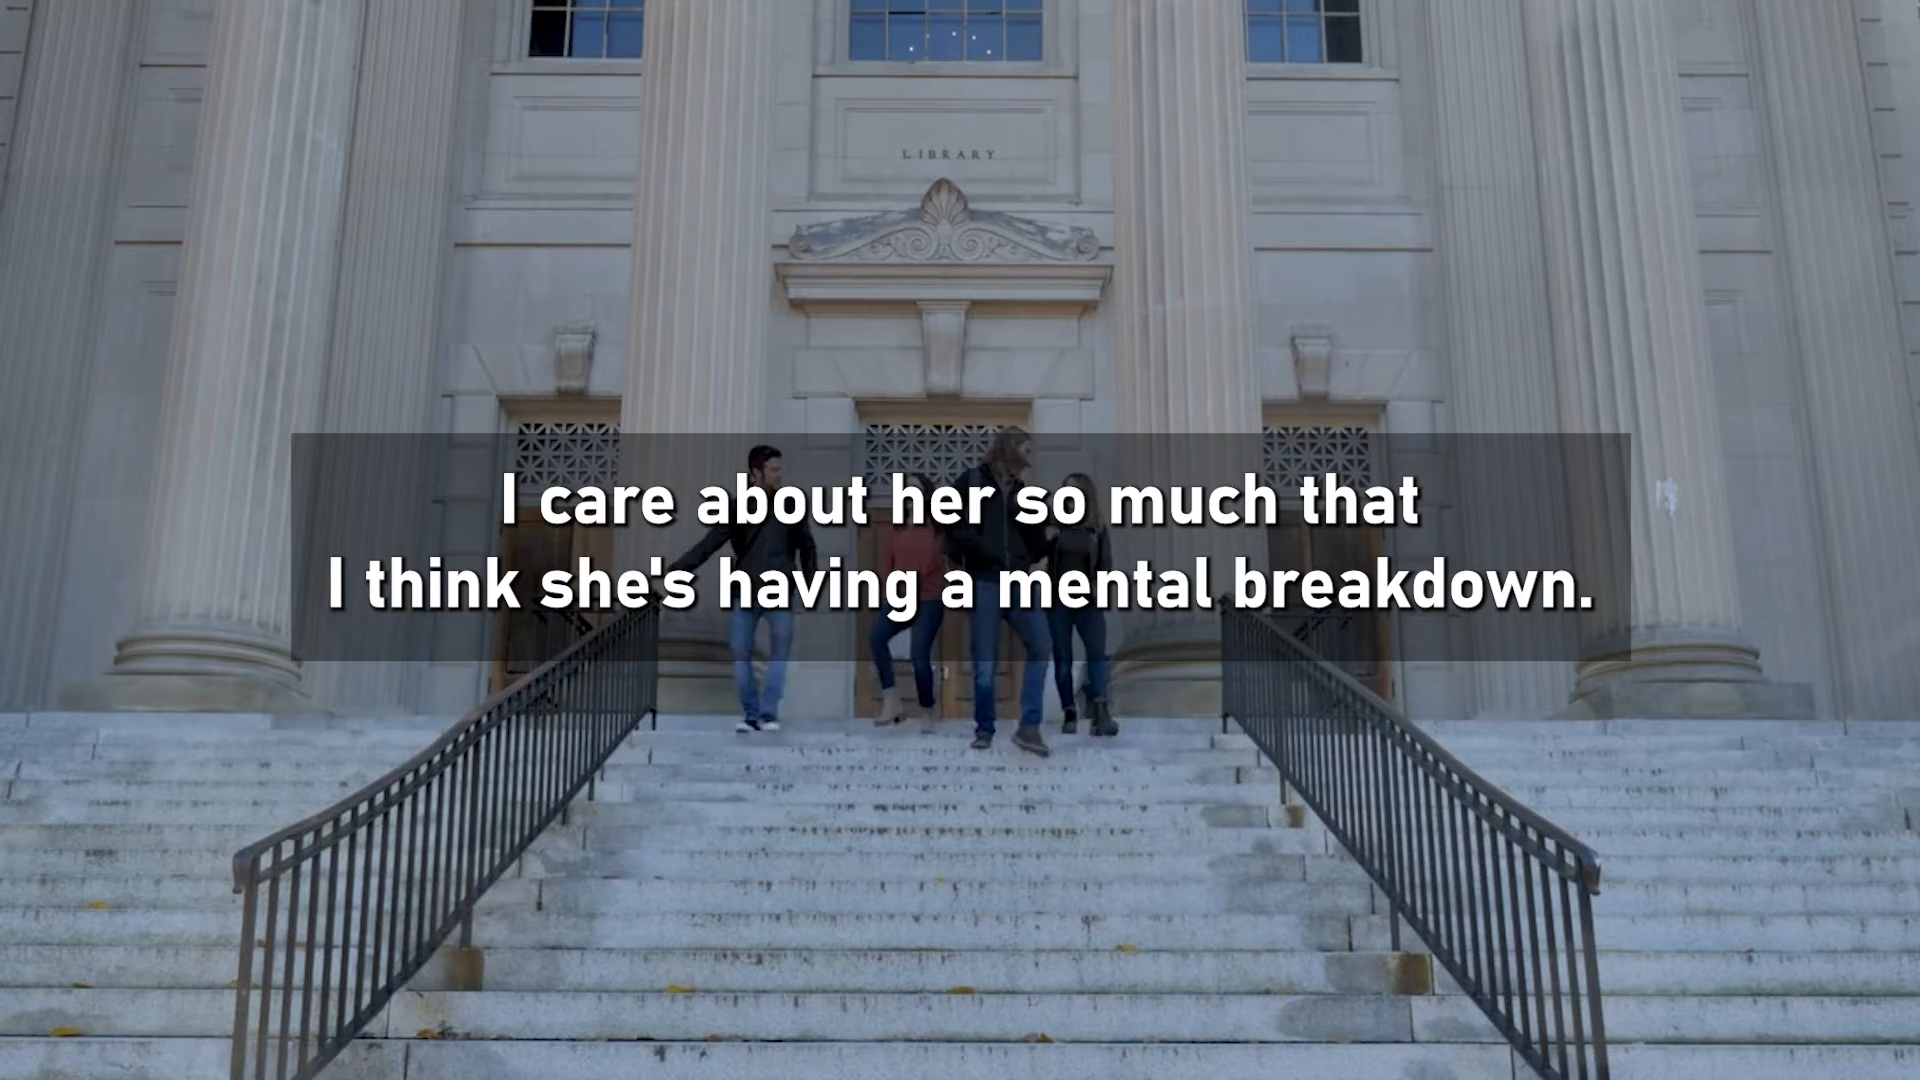 LIBRARY
I care about her so much that
I think she's having a mental breakdown.